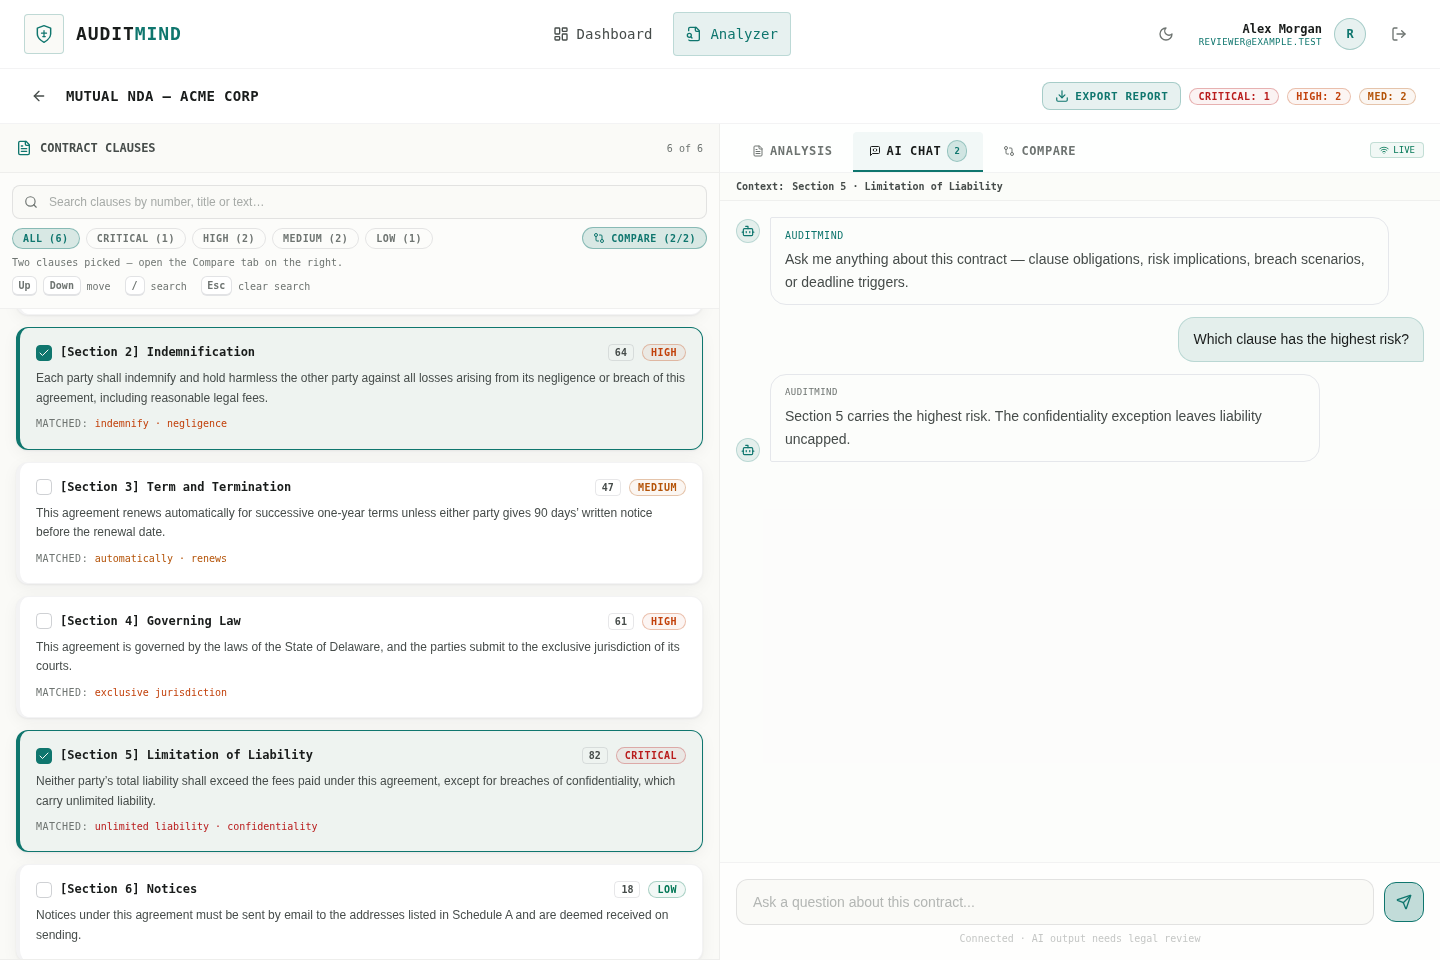 AUDITMIND
Dashboard
Analyzer
Alex Morgan
REVIEWER@EXAMPLE.TEST
R
MUTUAL NDA — ACME CORP
EXPORT REPORT
CRITICAL: 1
HIGH: 2
MED: 2
CONTRACT CLAUSES
6 of 6
Search clauses by number, title or text…
ALL (6)
CRITICAL (1)
HIGH (2)
MEDIUM (2)
LOW (1)
COMPARE (2/2)
Two clauses picked — open the Compare tab on the right.
Up Down move / search Esc clear search
[Section 2] Indemnification
64
HIGH
Each party shall indemnify and hold harmless the other party against all losses arising from its negligence or breach of this
agreement, including reasonable legal fees.
MATCHED: indemnify · negligence
[Section 3] Term and Termination
47
MEDIUM
This agreement renews automatically for successive one-year terms unless either party gives 90 days’ written notice
before the renewal date.
MATCHED: automatically · renews
[Section 4] Governing Law
61
HIGH
This agreement is governed by the laws of the State of Delaware, and the parties submit to the exclusive jurisdiction of its
courts.
MATCHED: exclusive jurisdiction
[Section 5] Limitation of Liability
82
CRITICAL
Neither party’s total liability shall exceed the fees paid under this agreement, except for breaches of confidentiality, which
carry unlimited liability.
MATCHED: unlimited liability · confidentiality
[Section 6] Notices
18
LOW
Notices under this agreement must be sent by email to the addresses listed in Schedule A and are deemed received on
sending.
ANALYSIS
AI CHAT 2
COMPARE
LIVE
Context: Section 5 · Limitation of Liability
AUDITMIND
Ask me anything about this contract — clause obligations, risk implications, breach scenarios,
or deadline triggers.
Which clause has the highest risk?
AUDITMIND
Section 5 carries the highest risk. The confidentiality exception leaves liability
uncapped.
Ask a question about this contract...
Connected · AI output needs legal review